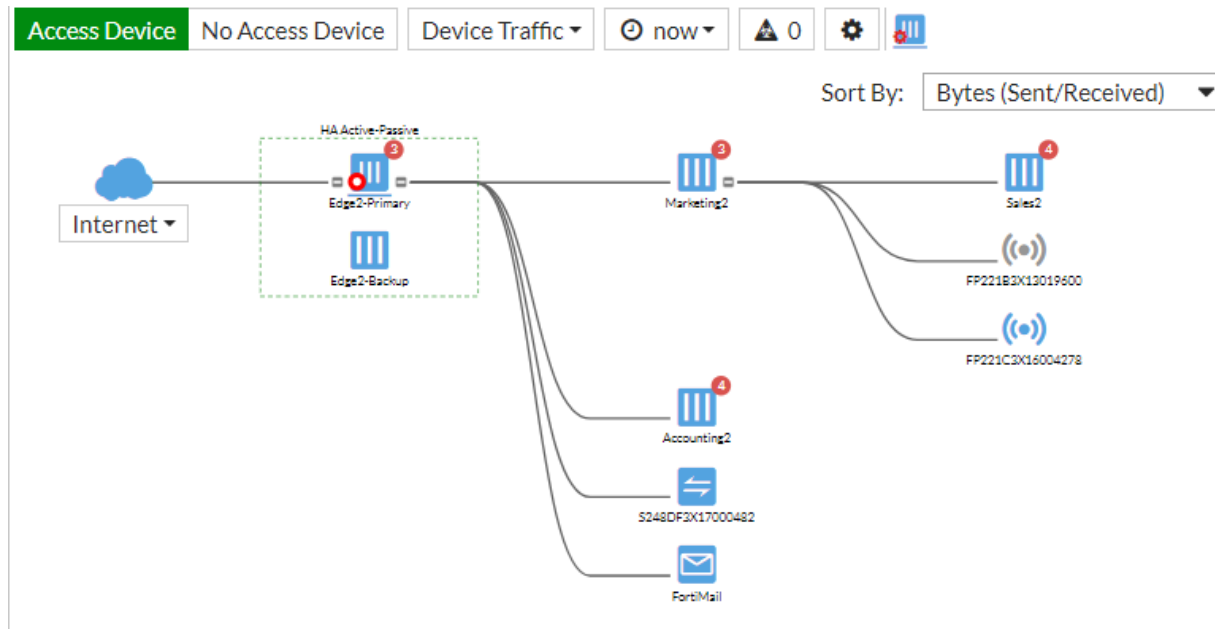 Access Device No Access Device Device Traffic now 0
Sort By: Bytes (Sent/Received)
HA Active-Passive
3 3 4
Edge2-Primary Marketing2 Sales2
Internet
Edge2-Backup FP221B3X13019600
FP221C3X16004278
4
Accounting2
S248DF3X17000482
FortiMail